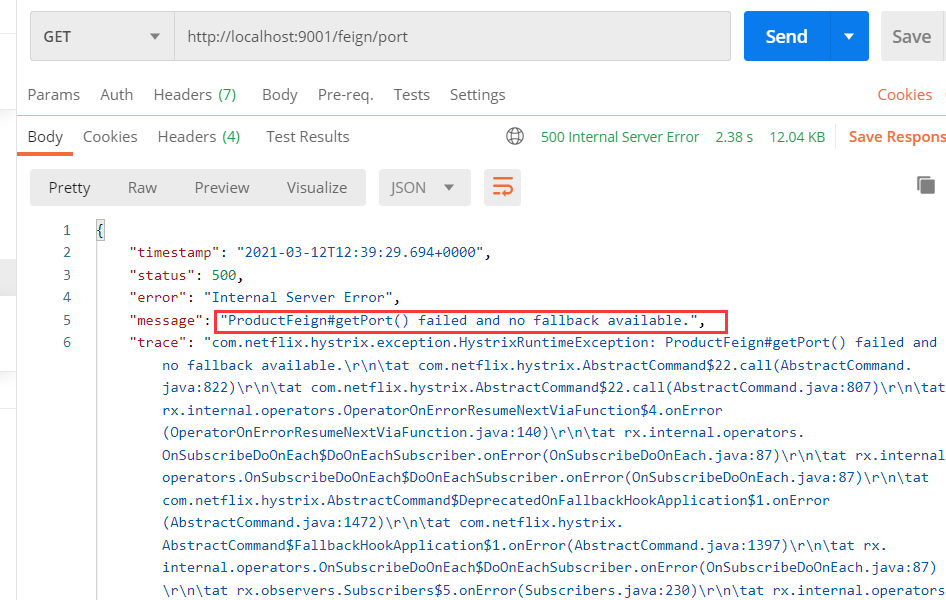 GET http://localhost:9001/feign/port Send Save
Params Auth Headers (7) Body Pre-req. Tests Settings Cookies
Body Cookies Headers (4) Test Results 500 Internal Server Error 2.38 s 12.04 KB Save Respons
Pretty Raw Preview Visualize JSON
1 {
2 "timestamp": "2021-03-12T12:39:29.694+0000",
3 "status": 500,
4 "error": "Internal Server Error",
5 "message": "ProductFeign#getPort() failed and no fallback available.",
6 "trace": "com.netflix.hystrix.exception.HystrixRuntimeException: ProductFeign#getPort() failed and
no fallback available.\r\n\tat com.netflix.hystrix.AbstractCommand$22.call(AbstractCommand.
java:822)\r\n\tat com.netflix.hystrix.AbstractCommand$22.call(AbstractCommand.java:807)\r\n\tat
rx.internal.operators.OperatorOnErrorResumeNextViaFunction$4.onError
(OperatorOnErrorResumeNextViaFunction.java:140)\r\n\tat rx.internal.operators.
OnSubscribeDoOnEach$DoOnEachSubscriber.onError(OnSubscribeDoOnEach.java:87)\r\n\tat rx.internal
operators.OnSubscribeDoOnEach$DoOnEachSubscriber.onError(OnSubscribeDoOnEach.java:87)\r\n\tat
com.netflix.hystrix.AbstractCommand$DeprecatedOnFallbackHookApplication$1.onError
(AbstractCommand.java:1472)\r\n\tat com.netflix.hystrix.
AbstractCommand$FallbackHookApplication$1.onError(AbstractCommand.java:1397)\r\n\tat rx.
internal.operators.OnSubscribeDoOnEach$DoOnEachSubscriber.onError(OnSubscribeDoOnEach.java:87)
\r\n\tat rx.observers.Subscribers$5.onError(Subscribers.java:230)\r\n\tat rx.internal.operators